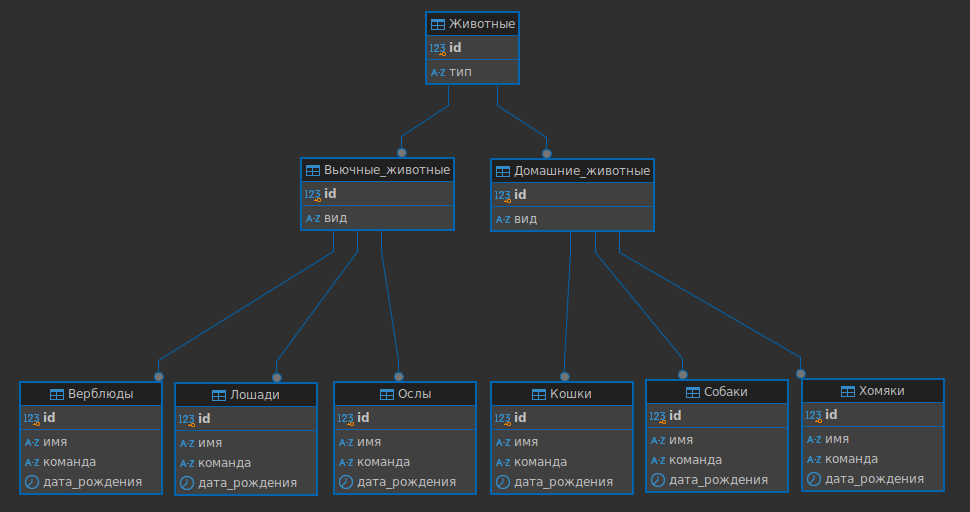 Животные
123 id
A-Z тип
Вьючные_животные
123 id
A-Z вид
Домашние_животные
123 id
A-Z вид
Верблюды
123 id
A-Z имя
A-Z команда
дата_рождения
Лошади
123 id
A-Z имя
A-Z команда
дата_рождения
Ослы
123 id
A-Z имя
A-Z команда
дата_рождения
Кошки
123 id
A-Z имя
A-Z команда
дата_рождения
Собаки
123 id
A-Z имя
A-Z команда
дата_рождения
Хомяки
123 id
A-Z имя
A-Z команда
дата_рождения